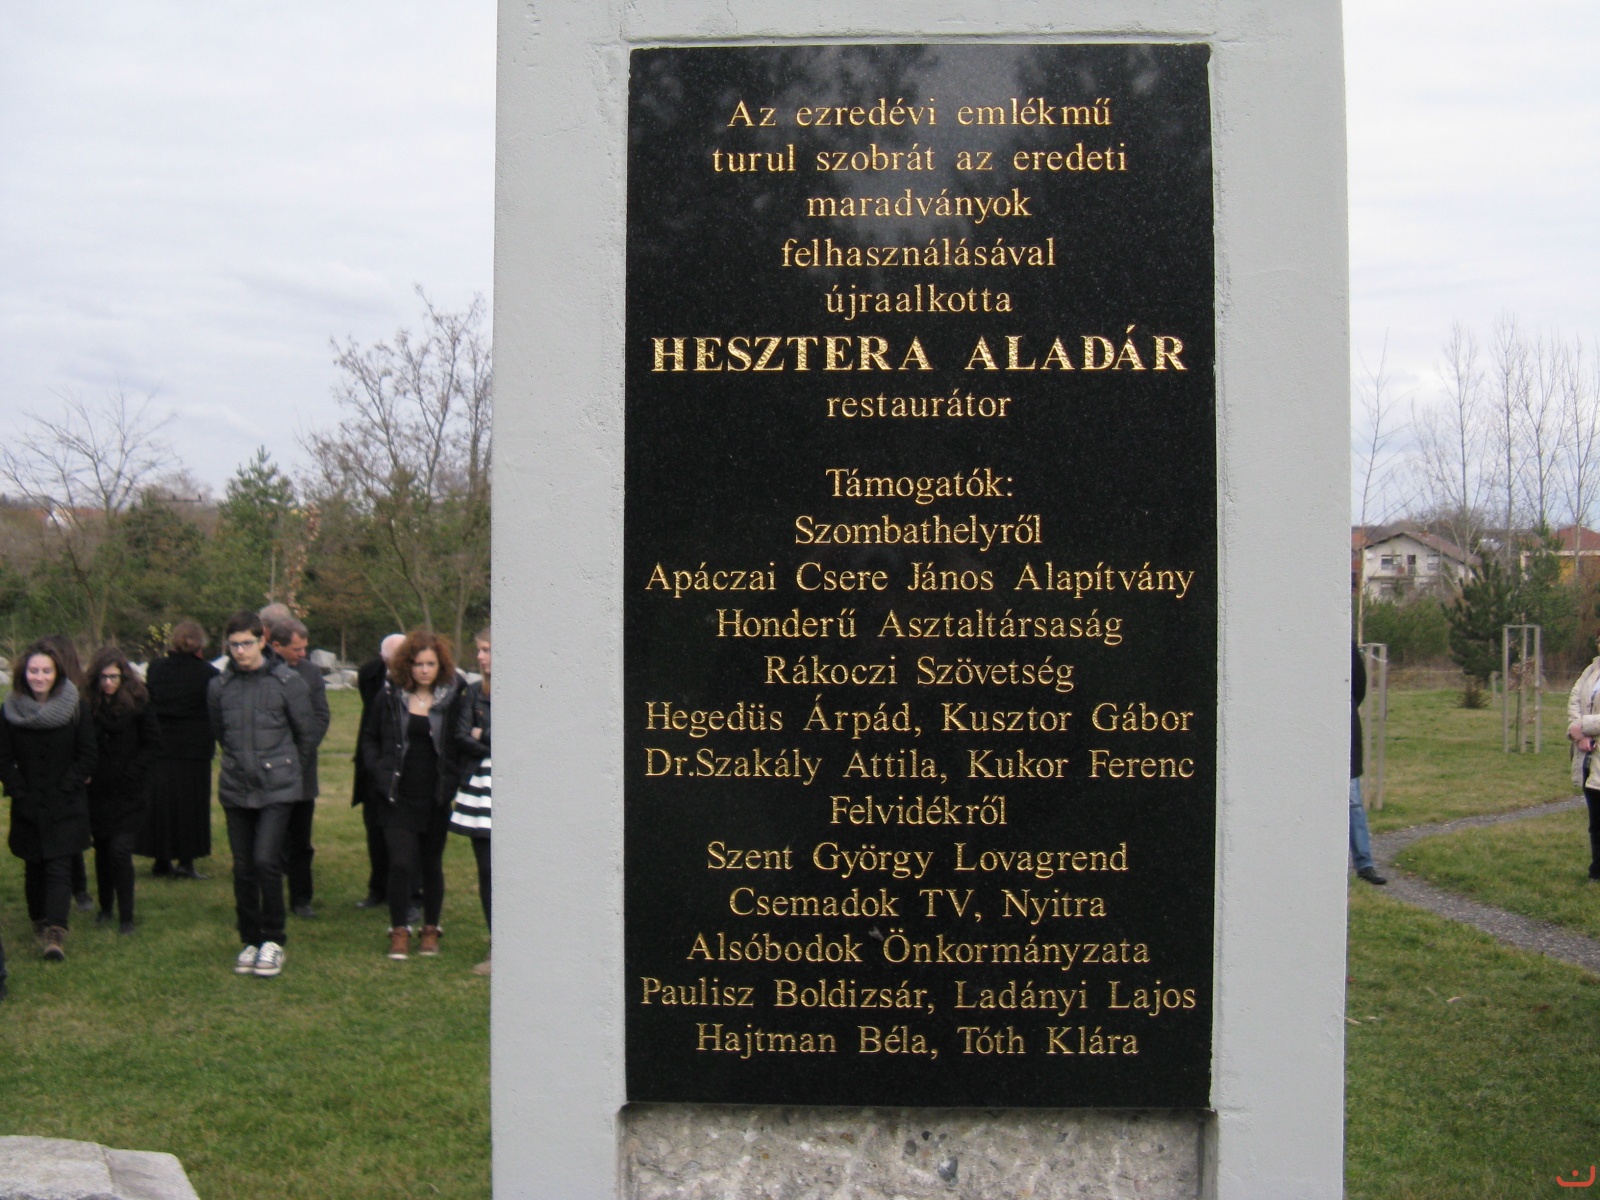 Az ezredévi emlékmű
turul szobrát az eredeti
maradványok
felhasználásával
újraalkotta
HESZTERA ALADÁR
restaurátor
Támogatók:
Szombathelyről
Apáczai Csere János Alapítvány
Honderű Asztaltársaság
Rákoczi Szövetség
Hegedüs Árpád, Kusztor Gábor
Dr.Szakály Attila, Kukor Ferenc
Felvidékről
Szent György Lovagrend
Csemadok TV, Nyitra
Alsóbodok Önkormányzata
Paulisz Boldizsár, Ladányi Lajos
Hajtman Béla, Tóth Klára